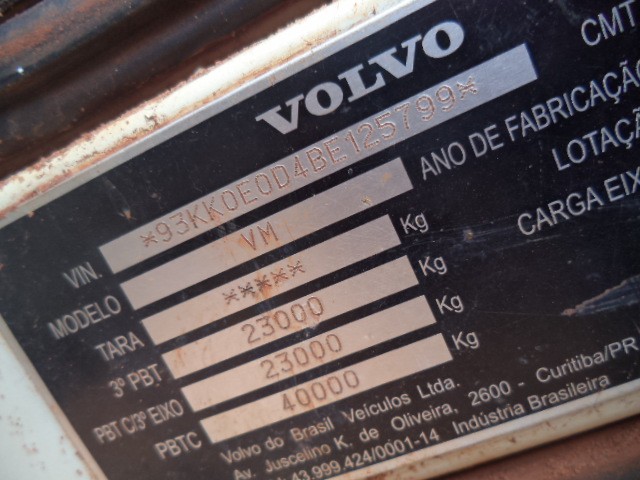 VOLVO
CMT
VIN. *93KK0E0D4BE125799*
ANO DE FABRICAÇÃO
MODELO VM
LOTAÇÃ
TARA ***** Kg
CARGA EIX
3º PBT 23000 Kg
PBT C/3º EIXO 23000 Kg
PBTC 40000 Kg
Volvo do Brasil Veículos Ltda.
Av. Juscelino K. de Oliveira, 2600 - Curitiba/PR
43.999.424/0001-14 Indústria Brasileira